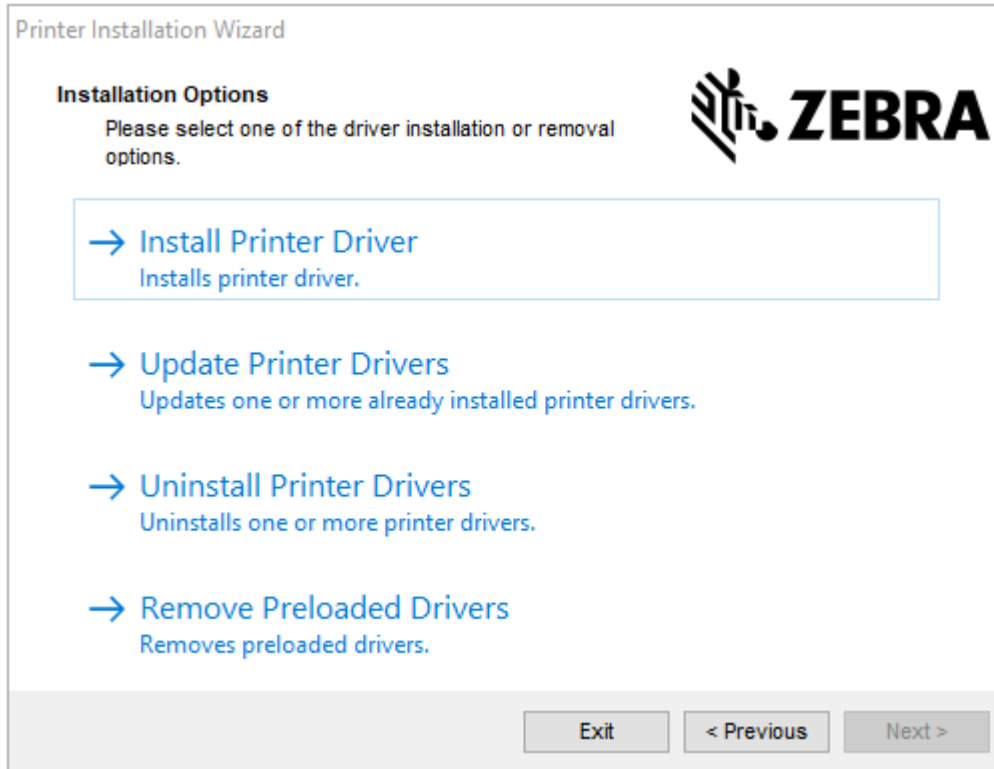 Printer Installation Wizard
Installation Options
Please select one of the driver installation or removal
options.
ZEBRA
Install Printer Driver
Installs printer driver.
Update Printer Drivers
Updates one or more already installed printer drivers.
Uninstall Printer Drivers
Uninstalls one or more printer drivers.
Remove Preloaded Drivers
Removes preloaded drivers.
Exit < Previous Next >